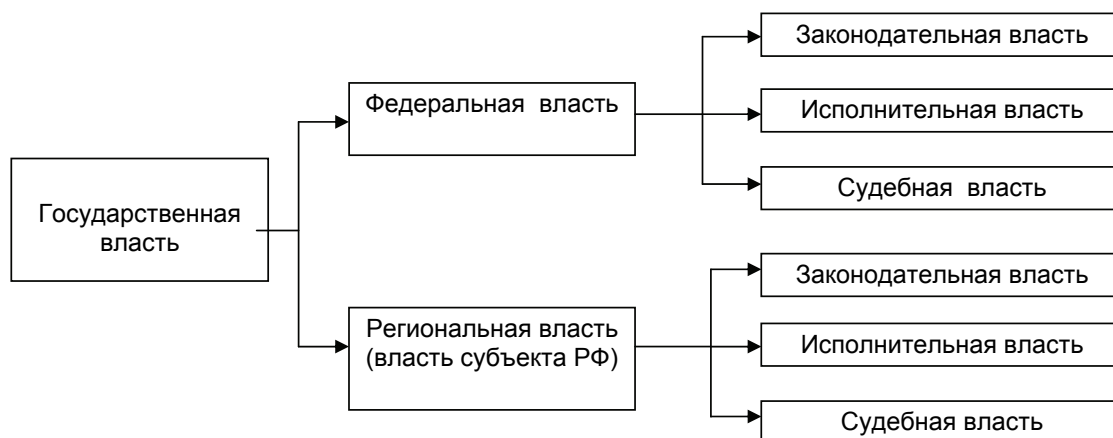 Государственная
власть
Федеральная власть
Законодательная власть
Исполнительная власть
Судебная власть
Региональная власть
(власть субъекта РФ)
Законодательная власть
Исполнительная власть
Судебная власть